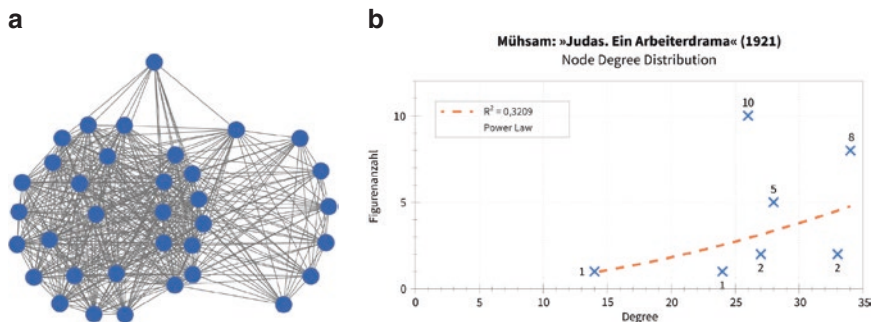 a
b
Mühsam: »Judas. Ein Arbeiterdrama« (1921)
Node Degree Distribution
R² = 0,3209
Power Law
Figurenanzahl
10
5
0
10
8
5
1
1
2
2
0 5 10 15 20 25 30 35
Degree